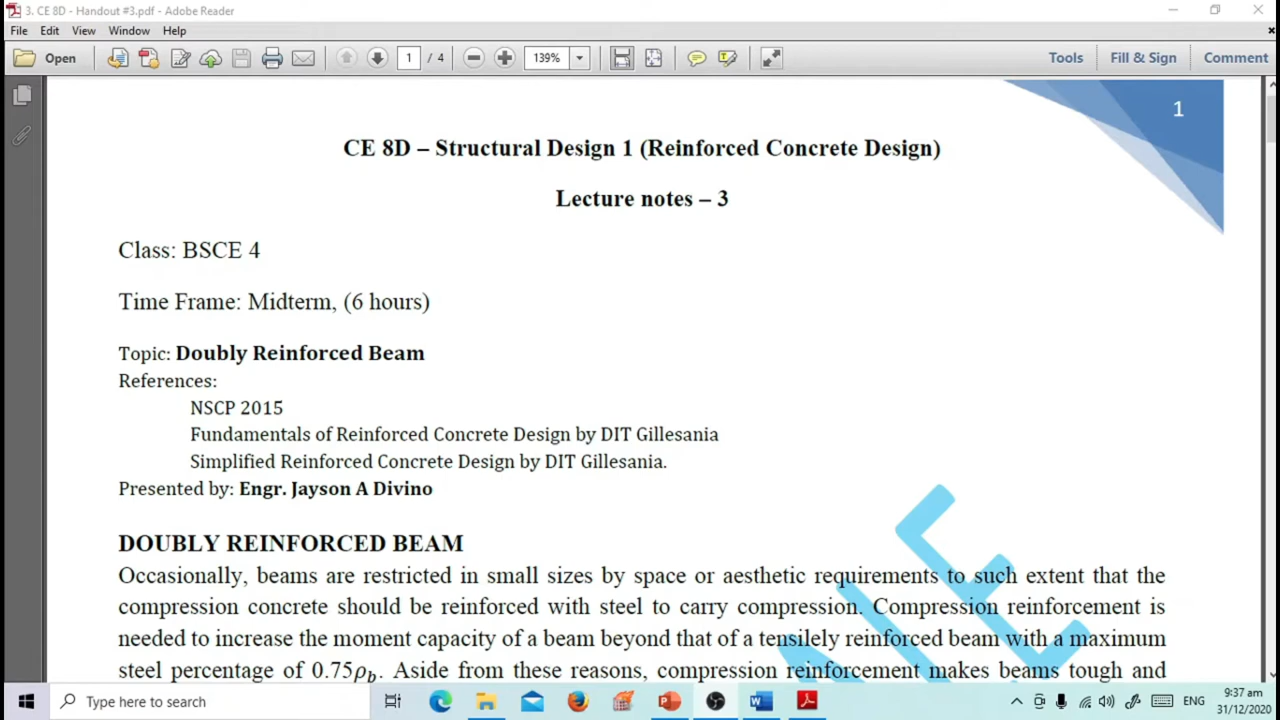 3. CE 8D - Handout #3.pdf - Adobe Reader
File Edit View Window Help
Open 1 / 4 139% Tools Fill & Sign Comment
1
CE 8D – Structural Design 1 (Reinforced Concrete Design)
Lecture notes – 3
Class: BSCE 4
Time Frame: Midterm, (6 hours)
Topic: Doubly Reinforced Beam
References:
NSCP 2015
Fundamentals of Reinforced Concrete Design by DIT Gillesania
Simplified Reinforced Concrete Design by DIT Gillesania.
Presented by: Engr. Jayson A Divino
DOUBLY REINFORCED BEAM
Occasionally, beams are restricted in small sizes by space or aesthetic requirements to such extent that the
compression concrete should be reinforced with steel to carry compression. Compression reinforcement is
needed to increase the moment capacity of a beam beyond that of a tensilely reinforced beam with a maximum
steel percentage of 0.75ρb. Aside from these reasons, compression reinforcement makes beams tough and
Type here to search
ENG
9:37 am
31/12/2020